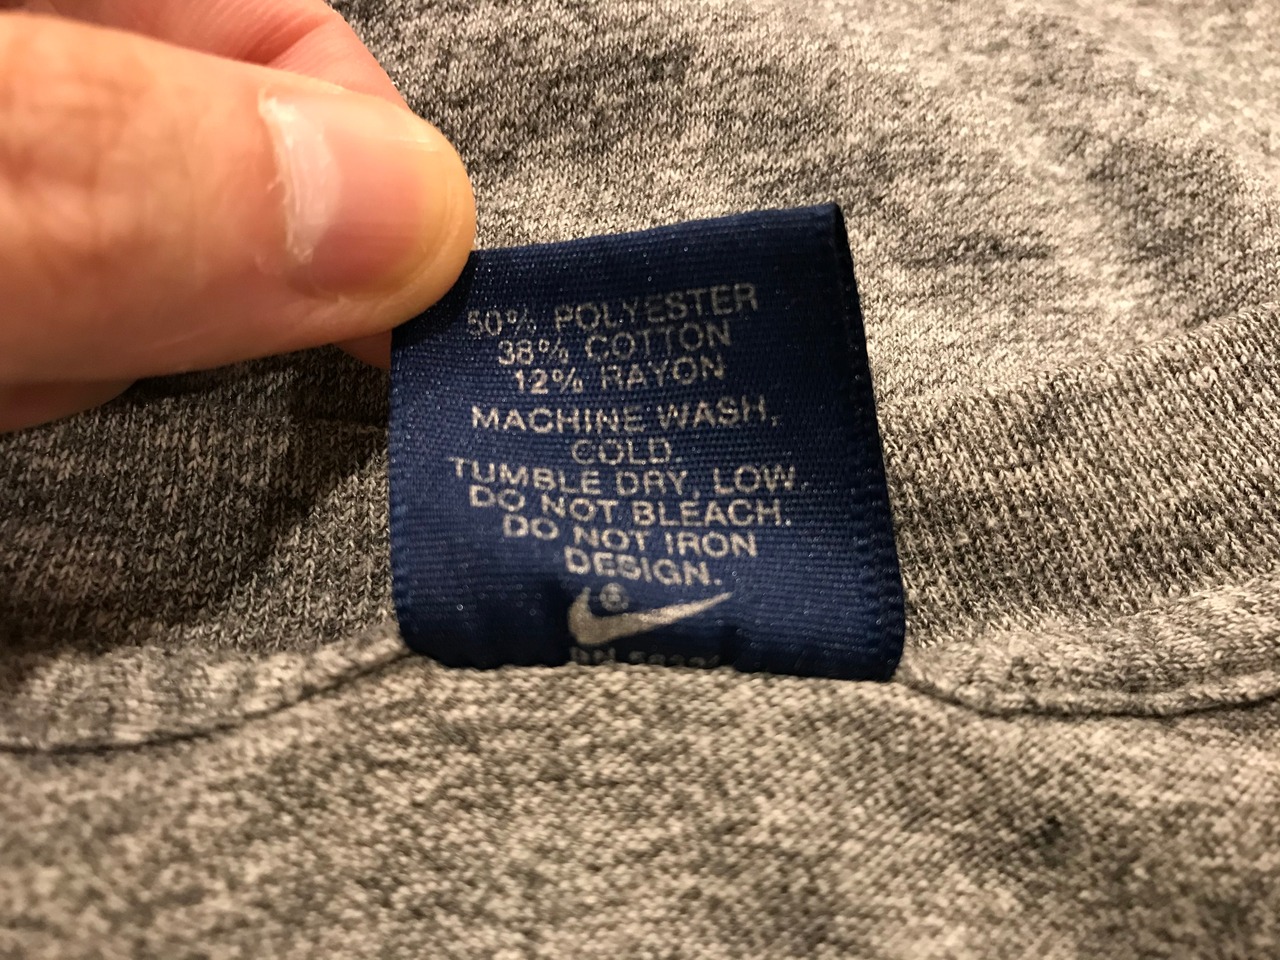 50% POLYESTER
38% COTTON
12% RAYON
MACHINE WASH,
COLD.
TUMBLE DRY, LOW.
DO NOT BLEACH.
DO NOT IRON
DESIGN.
®